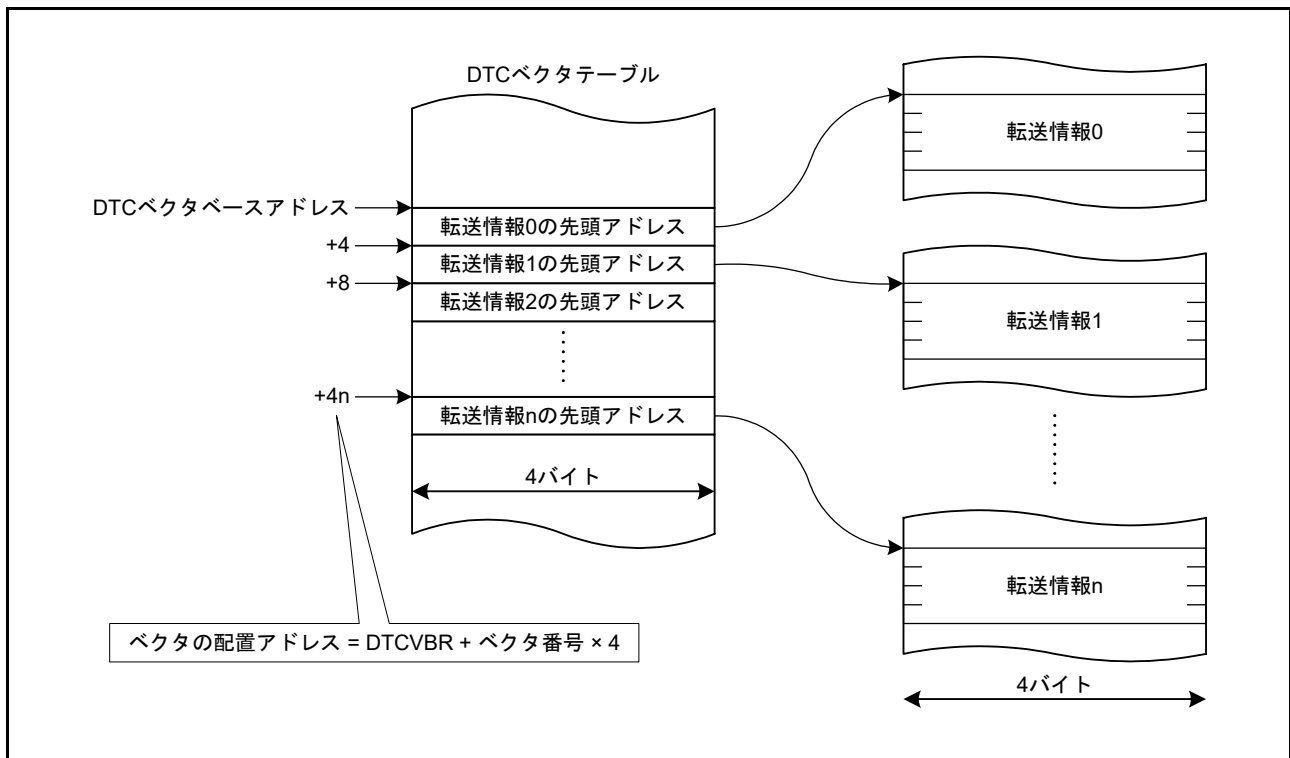 DTCベクタテーブル
DTCベクタベースアドレス
転送情報0の先頭アドレス
+4
転送情報1の先頭アドレス
+8
転送情報2の先頭アドレス
+4n
転送情報nの先頭アドレス
4バイト
ベクタの配置アドレス = DTCVBR + ベクタ番号 × 4
転送情報0
転送情報1
転送情報n
4バイト